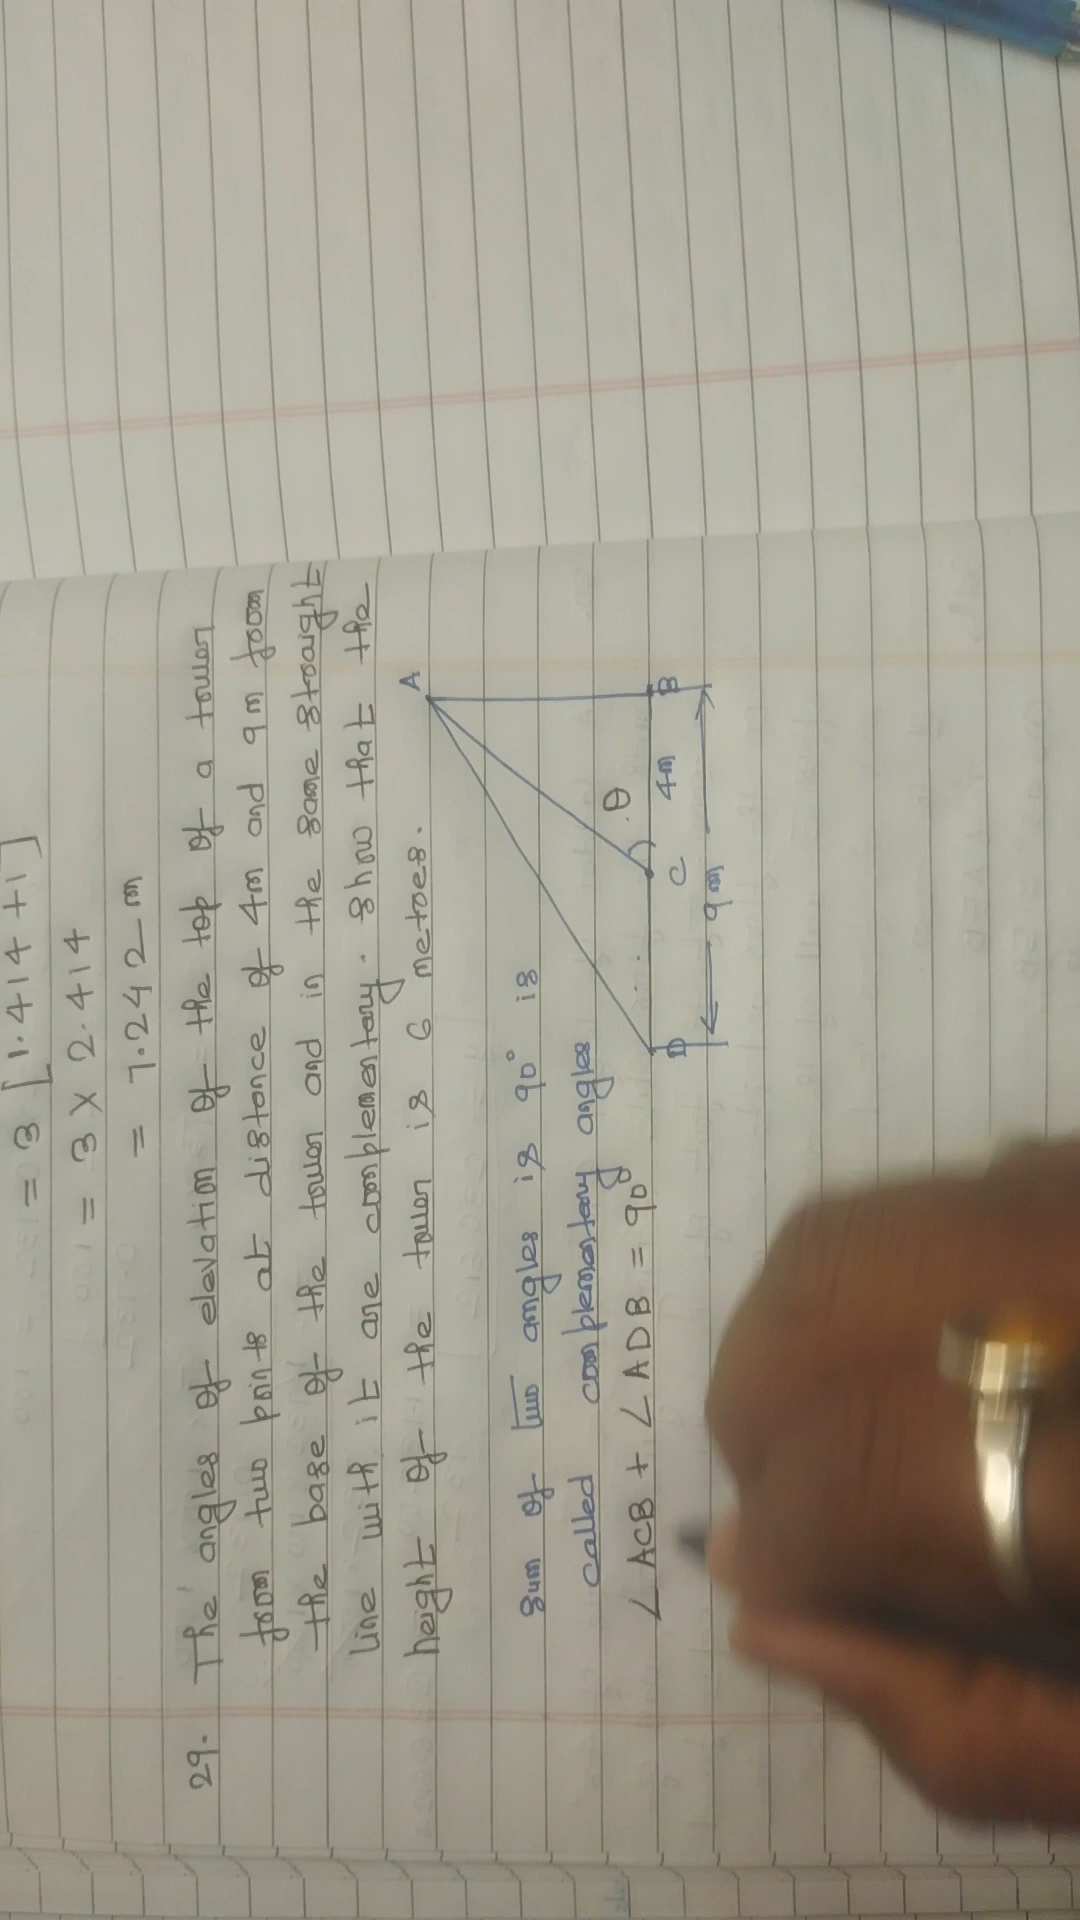 = 3 [1.414 + 1]
= 3 × 2.414
= 7.242 m
29. The angles of elevation of the top of a tower
from two points at distance of 4m and 9m from
the base of the tower and in the same straight
line with it are complementary. Show that the
height of the tower is 6 metres.
Sum of two angles is 90° is
called complementary angles
∠ACB + ∠ADB = 90°
A
θ
D
C
4m
B
9m